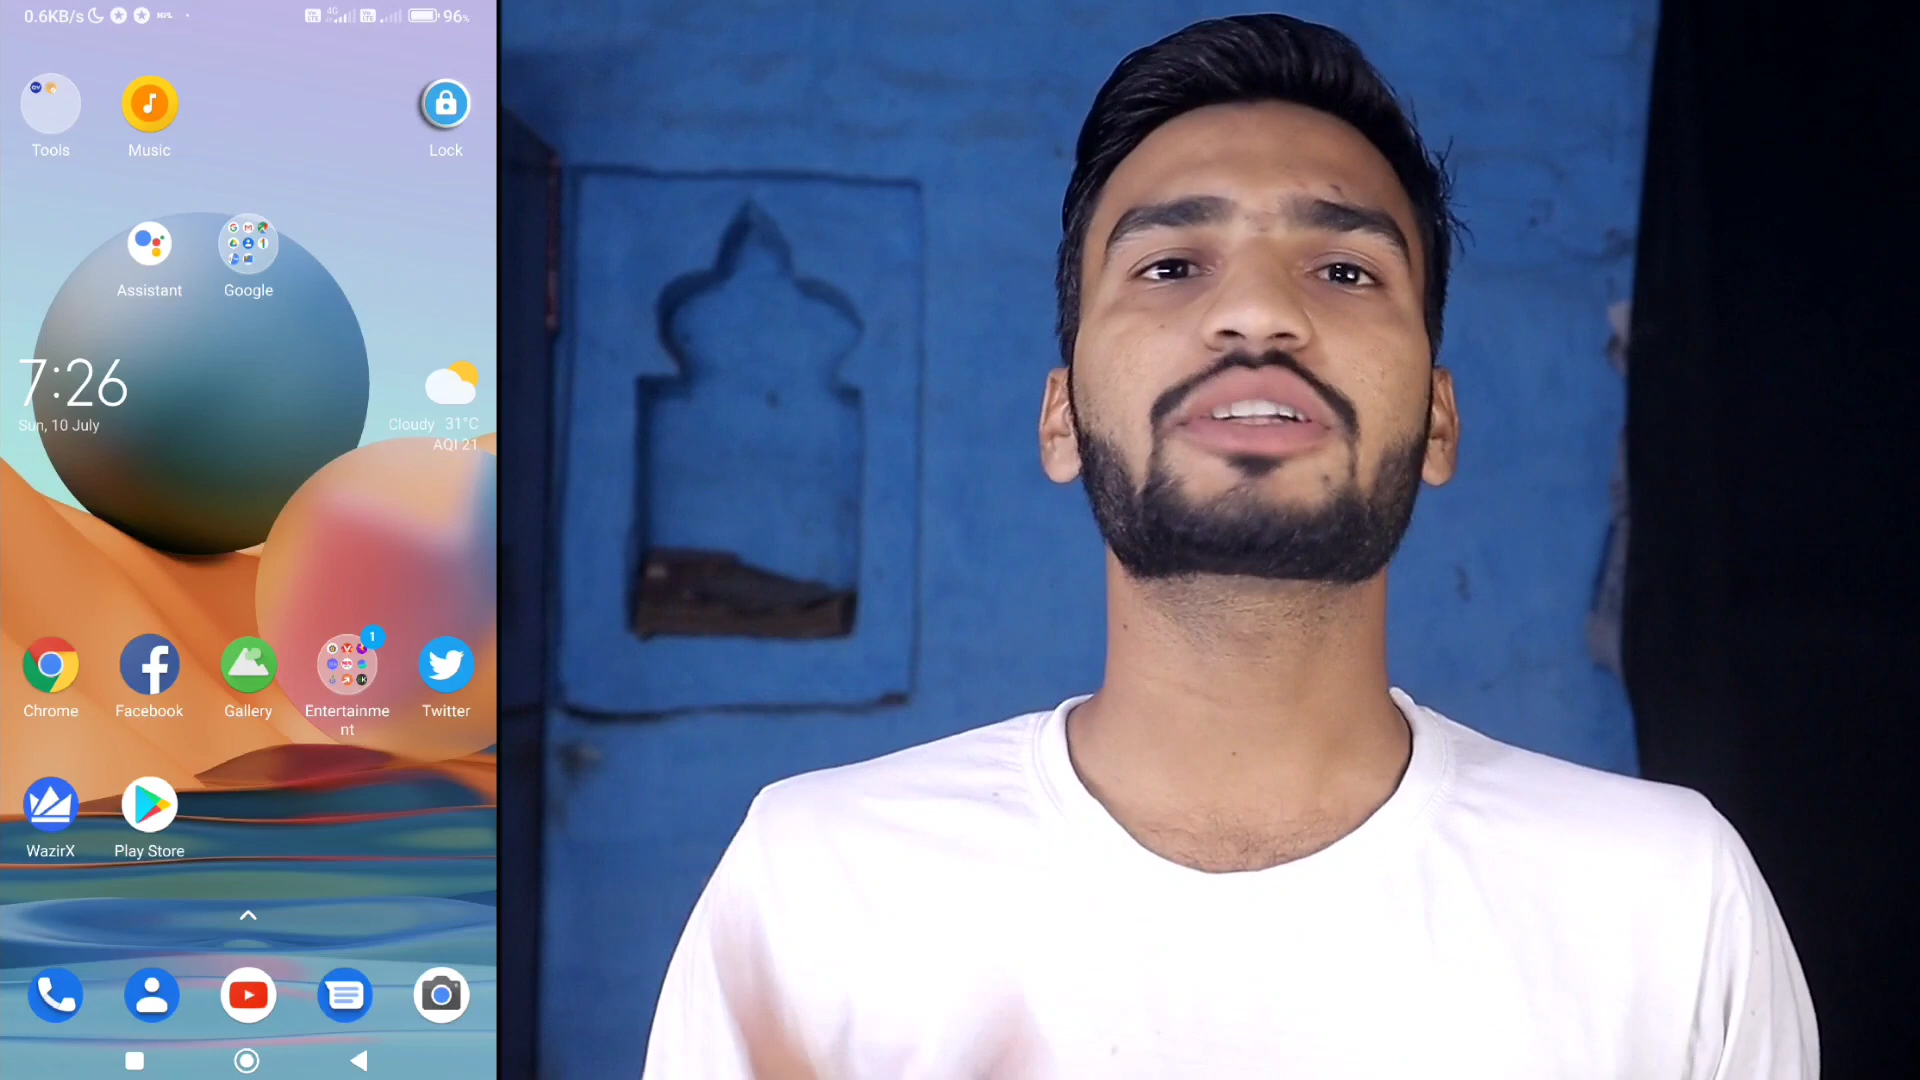 0.6KB/s
4G
96%
Tools
Music
Lock
Assistant
Google
7:26
Sun, 10 July
Cloudy 31°C
AQI 21
1
Chrome
Facebook
Gallery
Entertainme
nt
Twitter
WazirX
Play Store